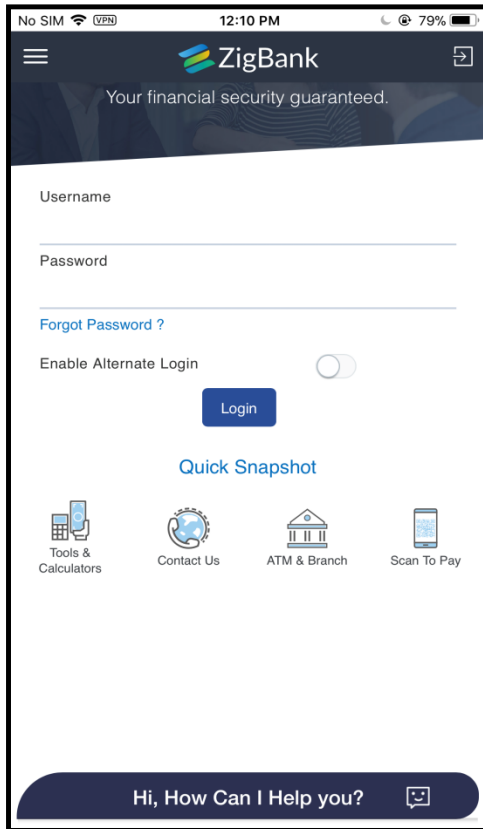 No SIM VPN 12:10 PM 79%
ZigBank
Your financial security guaranteed.
Username
Password
Forgot Password ?
Enable Alternate Login
Login
Quick Snapshot
Tools &
Calculators
Contact Us
ATM & Branch
Scan To Pay
Hi, How Can I Help you?